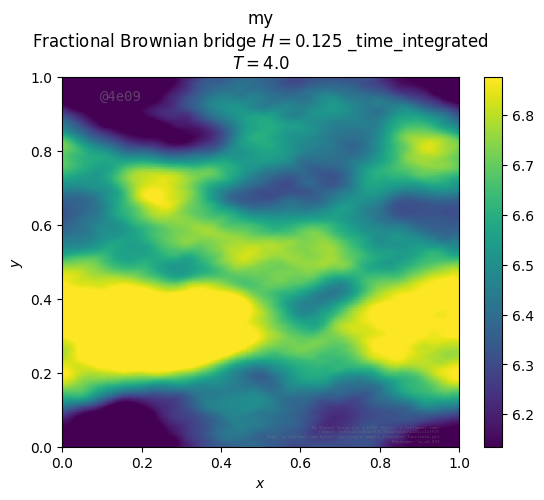 my
Fractional Brownian bridge H = 0.125 _time_integrated
T = 4.0
@4e09
1.0
0.8
0.6
0.4
0.2
0.0
y
0.0 0.2 0.4 0.6 0.8 1.0
x
6.8
6.7
6.6
6.5
6.4
6.3
6.2